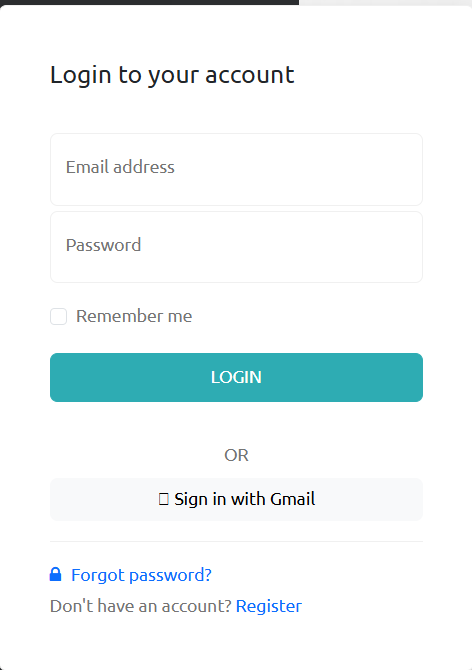 Login to your account
Email address
Password
Remember me
LOGIN
OR
Sign in with Gmail
Forgot password?
Don't have an account? Register